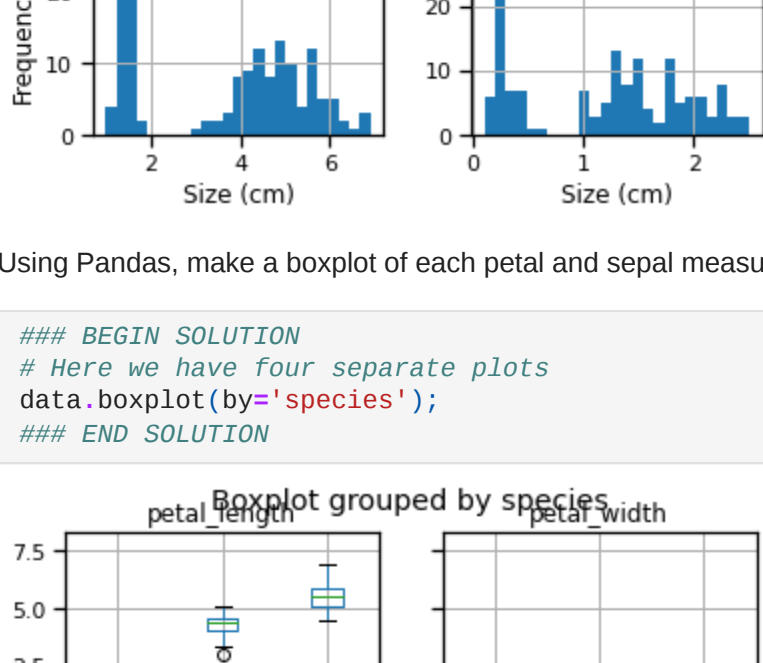 20
Frequenc
10
10
0
0
2
4
6
0
1
2
Size (cm)
Size (cm)
Using Pandas, make a boxplot of each petal and sepal measu
### BEGIN SOLUTION
# Here we have four separate plots
data.boxplot(by='species');
### END SOLUTION
Boxplot grouped by species
petal_length
petal_width
7.5
5.0